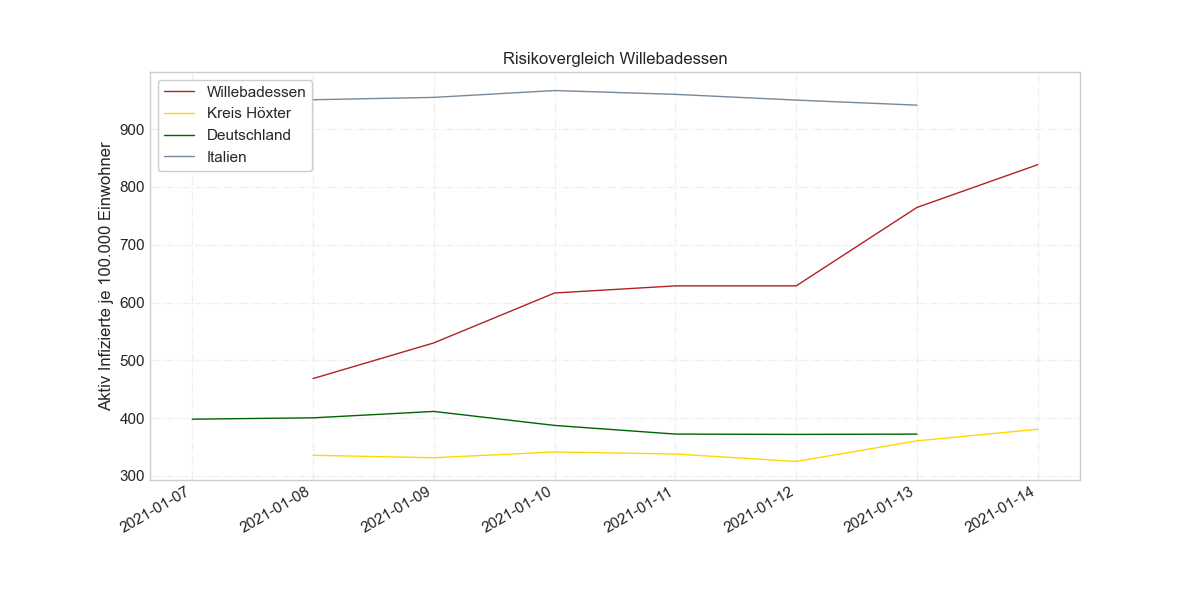 Risikovergleich Willebadessen
Willebadessen
Kreis Höxter
Deutschland
Italien
Aktiv Infizierte je 100.000 Einwohner
900
800
700
600
500
400
300
2021-01-07
2021-01-08
2021-01-09
2021-01-10
2021-01-11
2021-01-12
2021-01-13
2021-01-14